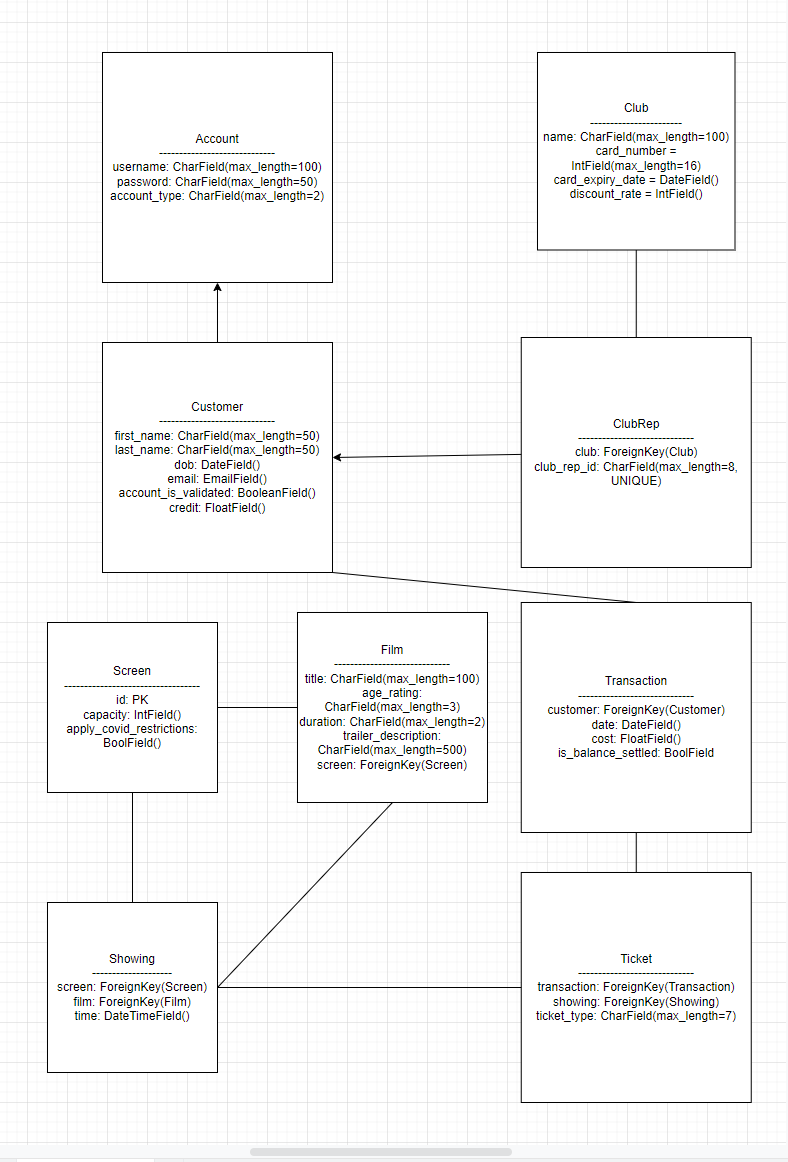 Account
-----------------------------
username: CharField(max_length=100)
password: CharField(max_length=50)
account_type: CharField(max_length=2)
Club
-----------------------
name: CharField(max_length=100)
card_number =
IntField(max_length=16)
card_expiry_date = DateField()
discount_rate = IntField()
Customer
-----------------------------
first_name: CharField(max_length=50)
last_name: CharField(max_length=50)
dob: DateField()
email: EmailField()
account_is_validated: BooleanField()
credit: FloatField()
ClubRep
-----------------------------
club: ForeignKey(Club)
club_rep_id: CharField(max_length=8,
UNIQUE)
Screen
----------------------------------
id: PK
capacity: IntField()
apply_covid_restrictions:
BoolField()
Film
-----------------------------
title: CharField(max_length=100)
age_rating:
CharField(max_length=3)
duration: CharField(max_length=2)
trailer_description:
CharField(max_length=500)
screen: ForeignKey(Screen)
Transaction
-----------------------------
customer: ForeignKey(Customer)
date: DateField()
cost: FloatField()
is_balance_settled: BoolField
Showing
--------------------
screen: ForeignKey(Screen)
film: ForeignKey(Film)
time: DateTimeField()
Ticket
-----------------------------
transaction: ForeignKey(Transaction)
showing: ForeignKey(Showing)
ticket_type: CharField(max_length=7)